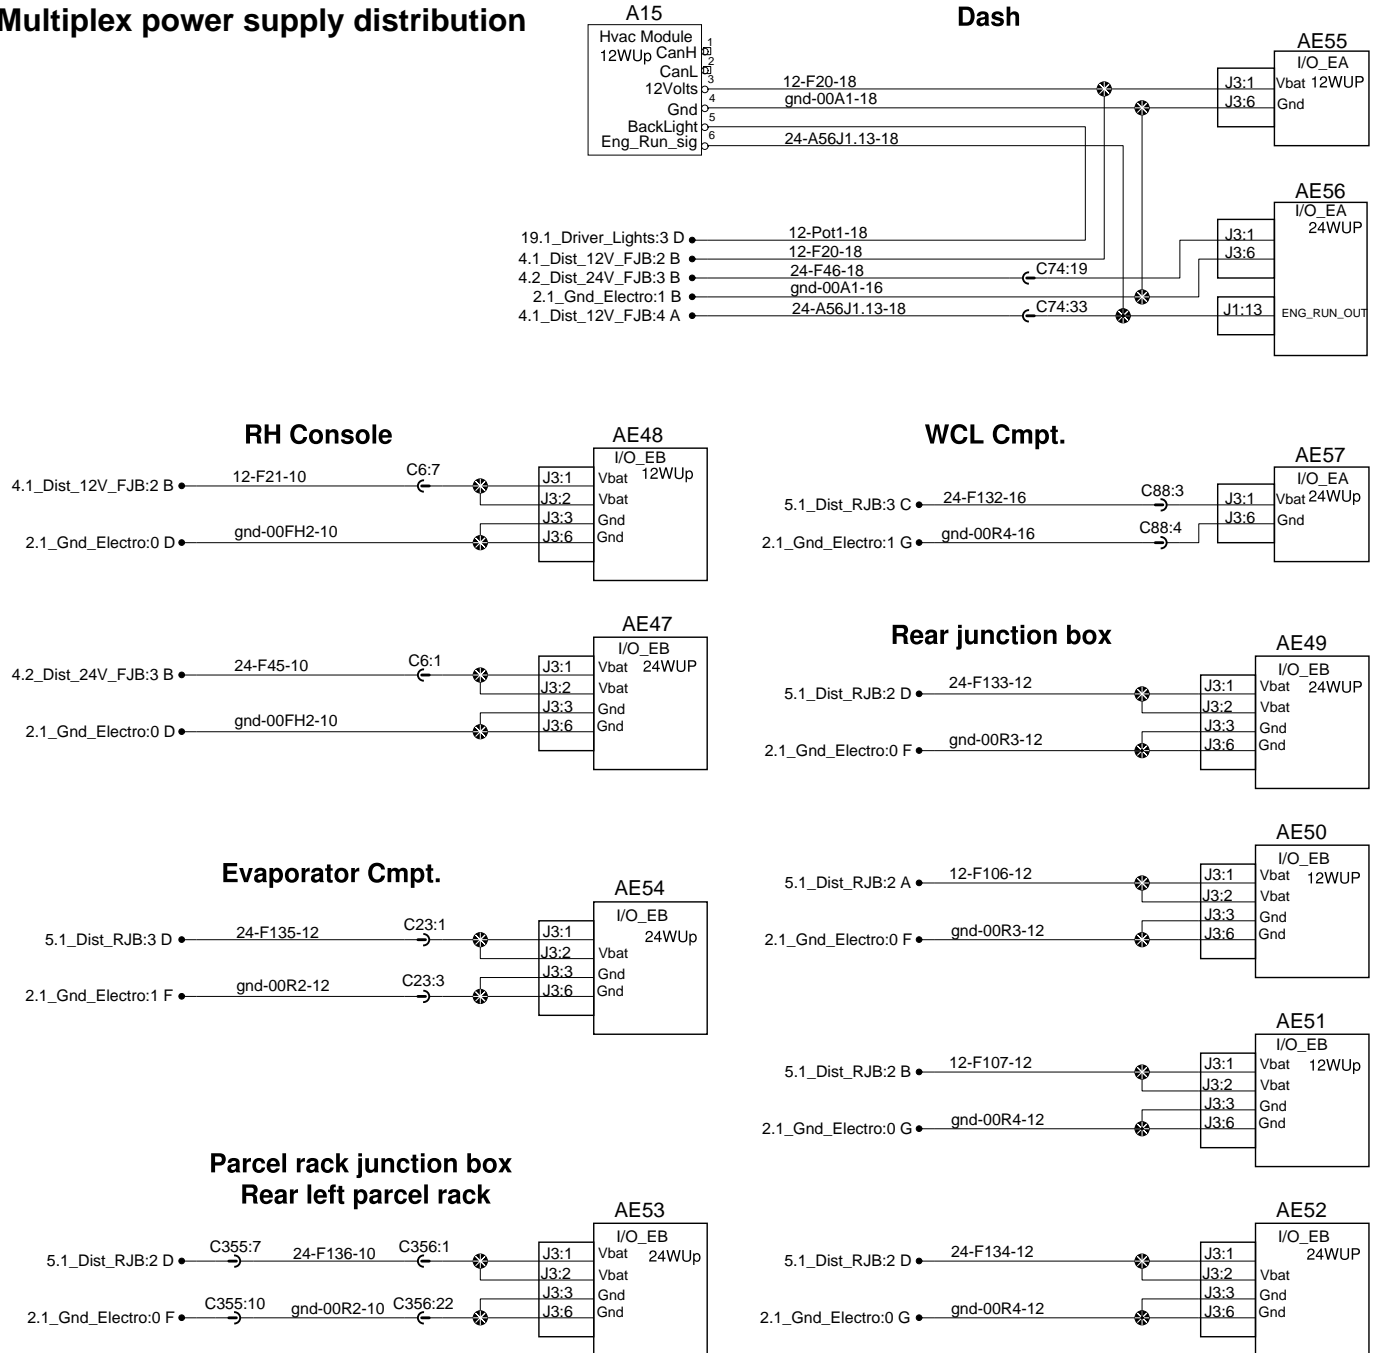 Multiplex power supply distribution
A15
Hvac Module
12WUp
CanH
1
CanL
2
12Volts
3
Gnd
4
BackLight
5
Eng_Run_sig
6
Dash
12-F20-18
gnd-00A1-18
24-A56J1.13-18
AE55
I/O_EA
J3:1 Vbat 12WUP
J3:6 Gnd
19.1_Driver_Lights:3 D 12-Pot1-18
4.1_Dist_12V_FJB:2 B 12-F20-18
4.2_Dist_24V_FJB:3 B 24-F46-18 C74:19
2.1_Gnd_Electro:1 B gnd-00A1-16
4.1_Dist_12V_FJB:4 A 24-A56J1.13-18 C74:33
AE56
I/O_EA
24WUP
J3:1
J3:6
J1:13 ENG_RUN_OUT
RH Console
AE48
I/O_EB
12WUp
4.1_Dist_12V_FJB:2 B 12-F21-10 C6:7 J3:1 Vbat
J3:2 Vbat
J3:3 Gnd
2.1_Gnd_Electro:0 D gnd-00FH2-10 J3:6 Gnd
WCL Cmpt.
AE57
I/O_EA
5.1_Dist_RJB:3 C 24-F132-16 C88:3 J3:1 Vbat 24WUp
2.1_Gnd_Electro:1 G gnd-00R4-16 C88:4 J3:6 Gnd
AE47
I/O_EB
4.2_Dist_24V_FJB:3 B 24-F45-10 C6:1 J3:1 Vbat 24WUP
J3:2 Vbat
J3:3 Gnd
2.1_Gnd_Electro:0 D gnd-00FH2-10 J3:6 Gnd
Rear junction box
AE49
I/O_EB
5.1_Dist_RJB:2 D 24-F133-12 J3:1 Vbat 24WUP
J3:2 Vbat
J3:3 Gnd
2.1_Gnd_Electro:0 F gnd-00R3-12 J3:6 Gnd
AE50
I/O_EB
5.1_Dist_RJB:2 A 12-F106-12 J3:1 Vbat 12WUP
J3:2 Vbat
J3:3 Gnd
2.1_Gnd_Electro:0 F gnd-00R3-12 J3:6 Gnd
Evaporator Cmpt.
AE54
I/O_EB
5.1_Dist_RJB:3 D 24-F135-12 C23:1 J3:1 24WUp
J3:2 Vbat
J3:3 Gnd
2.1_Gnd_Electro:1 F gnd-00R2-12 C23:3 J3:6 Gnd
AE51
I/O_EB
5.1_Dist_RJB:2 B 12-F107-12 J3:1 Vbat 12WUp
J3:2 Vbat
J3:3 Gnd
2.1_Gnd_Electro:0 G gnd-00R4-12 J3:6 Gnd
Parcel rack junction box
Rear left parcel rack
AE53
I/O_EB
5.1_Dist_RJB:2 D C355:7 24-F136-10 C356:1 J3:1 Vbat 24WUp
J3:2 Vbat
J3:3 Gnd
2.1_Gnd_Electro:0 F C355:10 gnd-00R2-10 C356:22 J3:6 Gnd
AE52
I/O_EB
5.1_Dist_RJB:2 D 24-F134-12 J3:1 24WUP
J3:2 Vbat
J3:3 Gnd
2.1_Gnd_Electro:0 G gnd-00R4-12 J3:6 Gnd